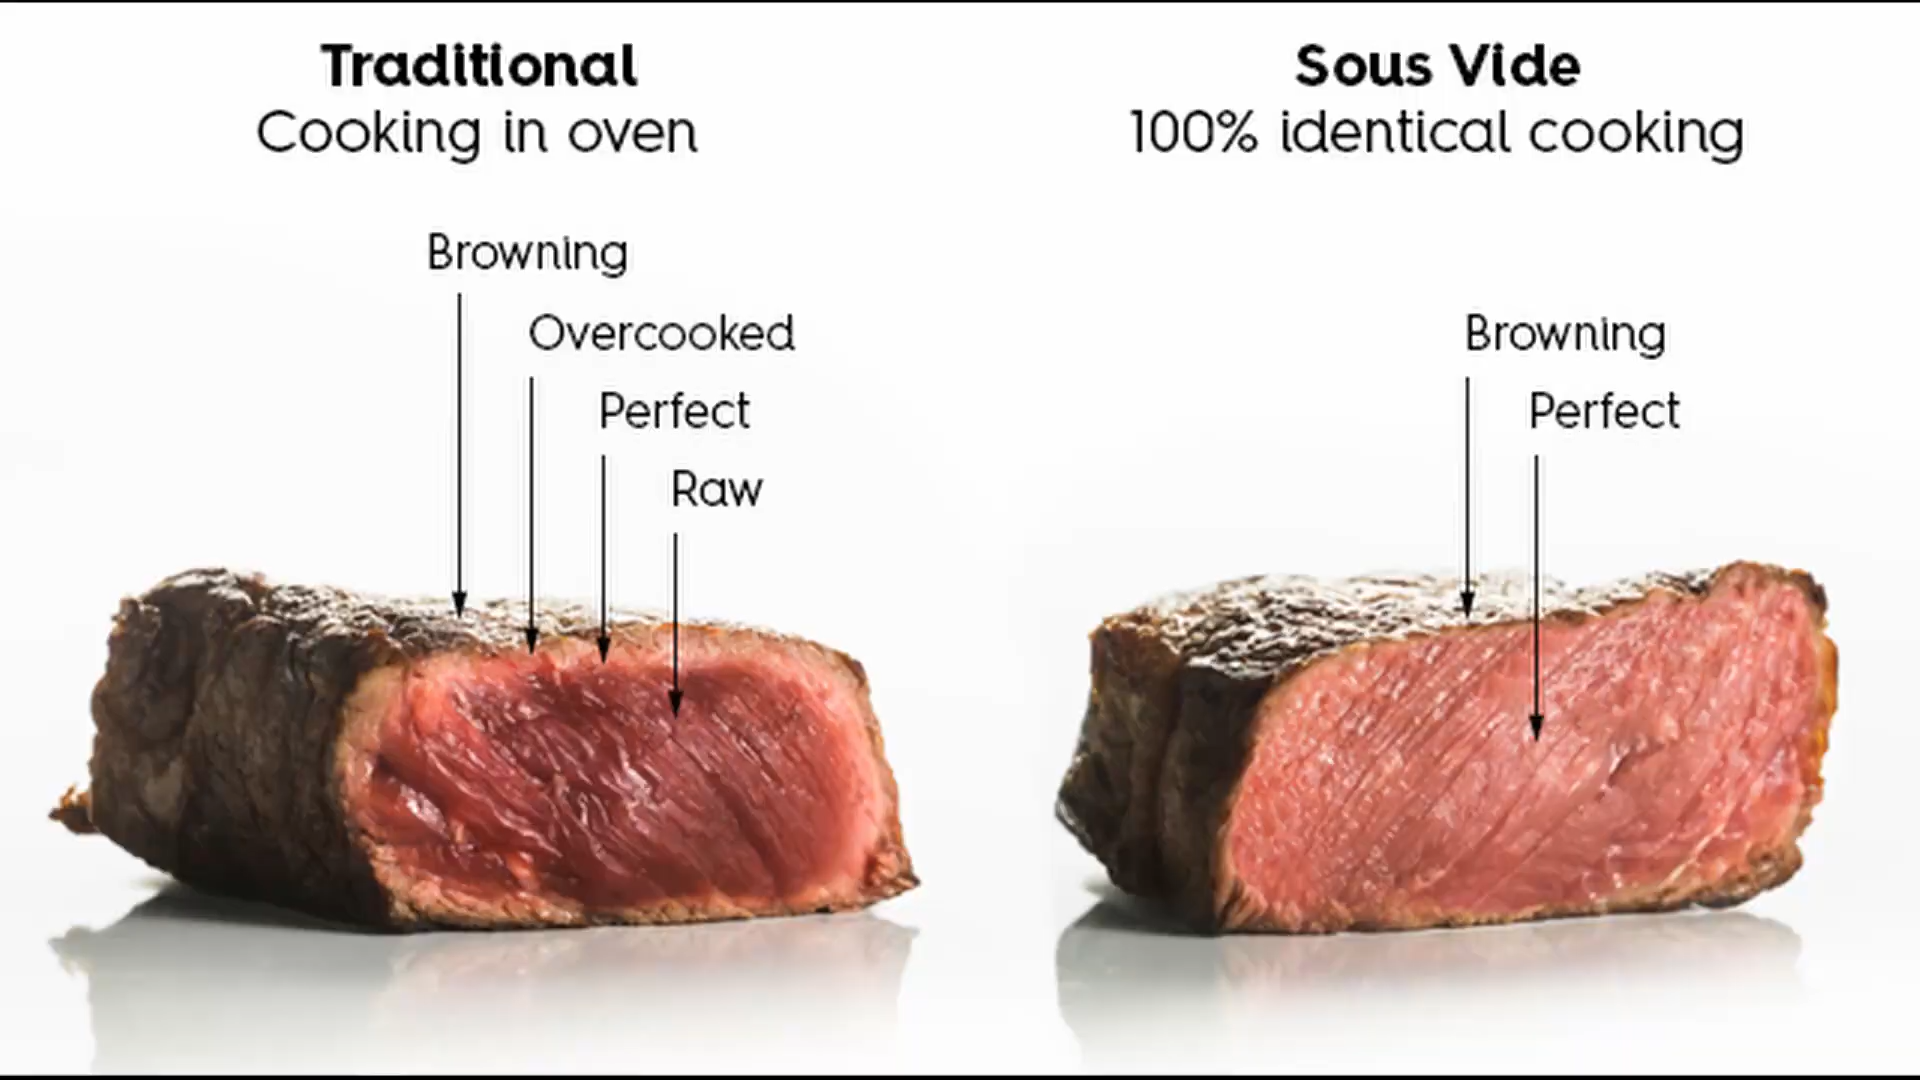 Traditional
Cooking in oven
Browning
Overcooked
Perfect
Raw
Sous Vide
100% identical cooking
Browning
Perfect